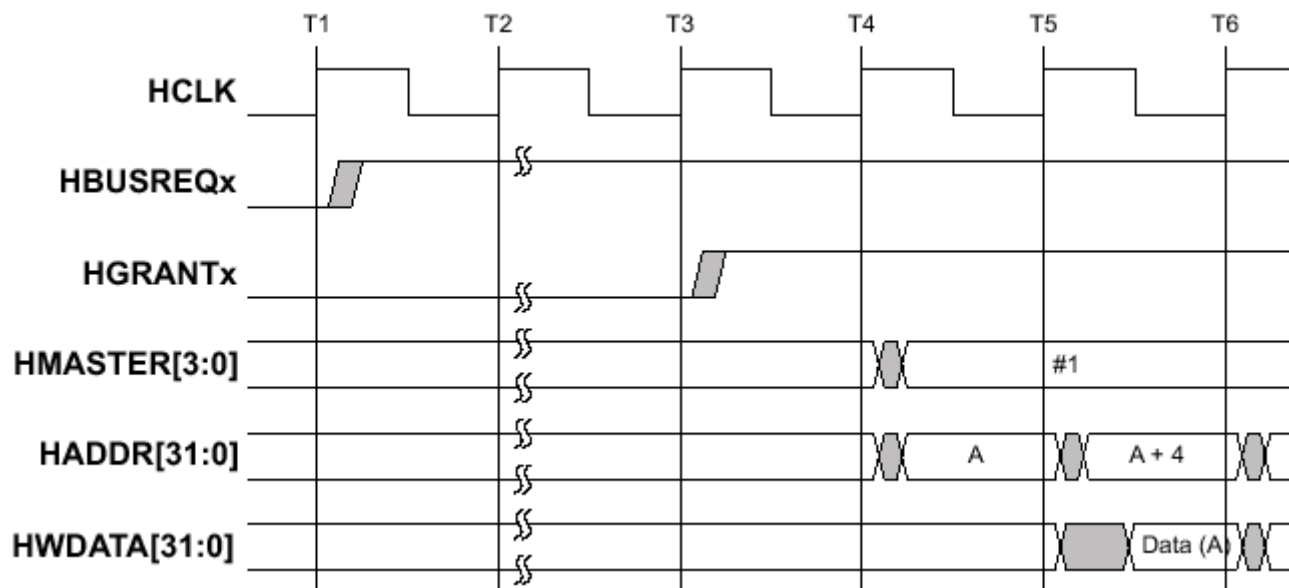 T1 T2 T3 T4 T5 T6
HCLK
HBUSREQx
HGRANTx
HMASTER[3:0] #1
HADDR[31:0] A A + 4
HWDATA[31:0] Data (A)